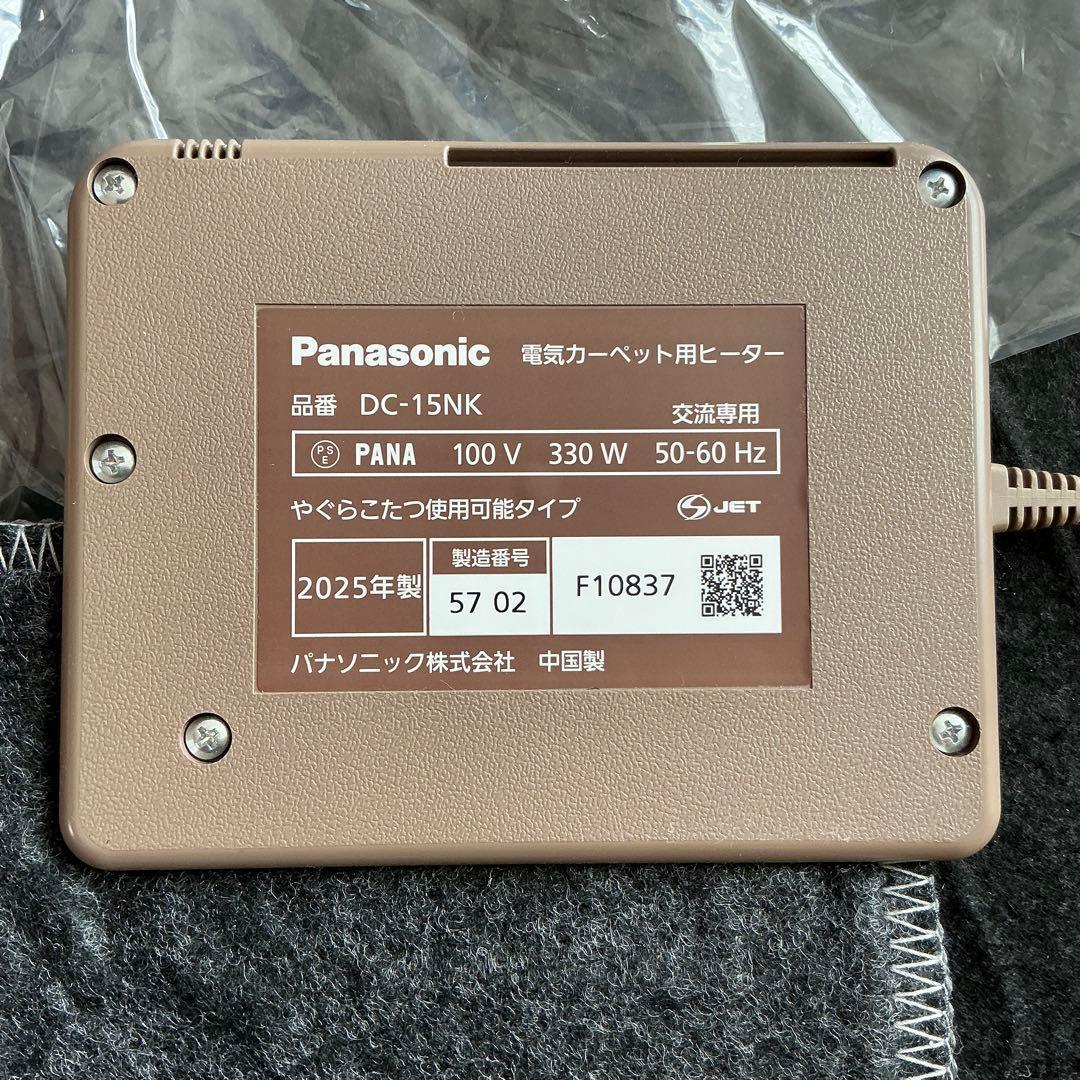 Panasonic 電気カーペット用ヒーター
品番 DC-15NK
交流専用
PSE PANA 100 V 330 W 50-60 Hz
やぐらこたつ使用可能タイプ SJET
2025年製
製造番号
57 02
F10837
パナソニック株式会社 中国製